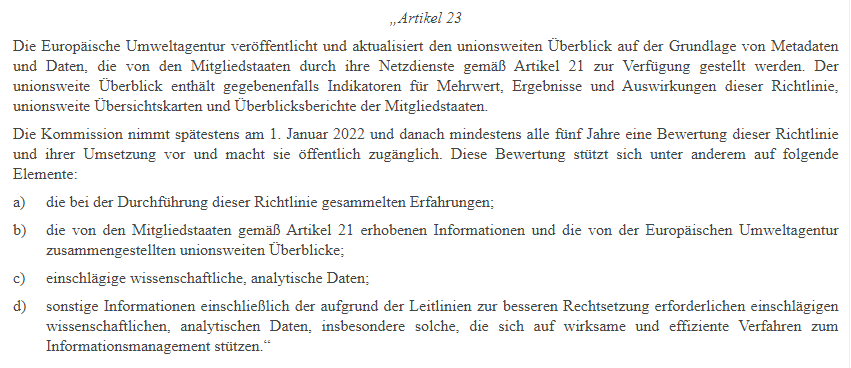 „Artikel 23
Die Europäische Umweltagentur veröffentlicht und aktualisiert den unionsweiten Überblick auf der Grundlage von Metadaten
und Daten, die von den Mitgliedstaaten durch ihre Netzdienste gemäß Artikel 21 zur Verfügung gestellt werden. Der
unionsweite Überblick enthält gegebenenfalls Indikatoren für Mehrwert, Ergebnisse und Auswirkungen dieser Richtlinie,
unionsweite Übersichtskarten und Überblicksberichte der Mitgliedstaaten.
Die Kommission nimmt spätestens am 1. Januar 2022 und danach mindestens alle fünf Jahre eine Bewertung dieser Richtlinie
und ihrer Umsetzung vor und macht sie öffentlich zugänglich. Diese Bewertung stützt sich unter anderem auf folgende
Elemente:
a) die bei der Durchführung dieser Richtlinie gesammelten Erfahrungen;
b) die von den Mitgliedstaaten gemäß Artikel 21 erhobenen Informationen und die von der Europäischen Umweltagentur
zusammengestellten unionsweiten Überblicke;
c) einschlägige wissenschaftliche, analytische Daten;
d) sonstige Informationen einschließlich der aufgrund der Leitlinien zur besseren Rechtsetzung erforderlichen einschlägigen
wissenschaftlichen, analytischen Daten, insbesondere solche, die sich auf wirksame und effiziente Verfahren zum
Informationsmanagement stützen.“